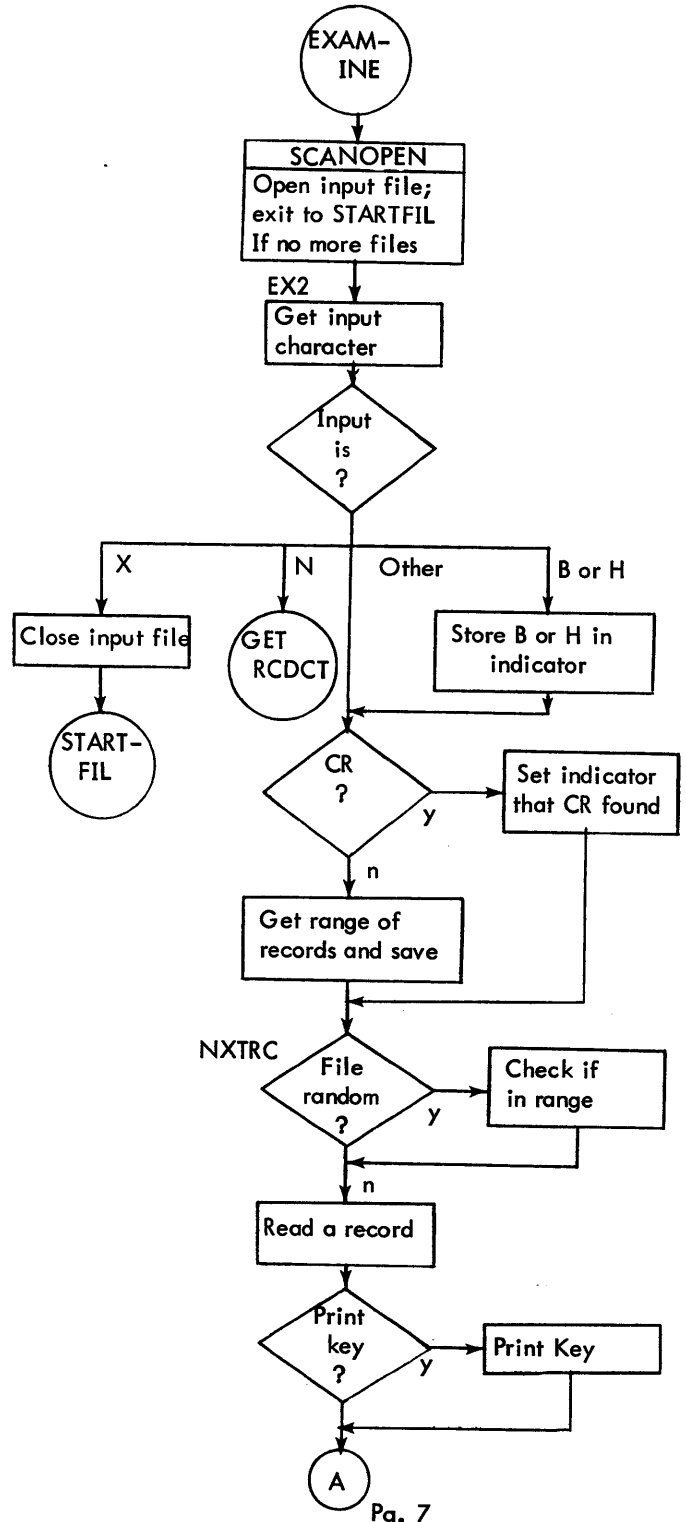 EXAM-
INE
SCANOPEN
Open input file;
exit to STARTFIL
If no more files
EX2
Get input
character
Input
is
?
X
N
Other
B or H
Close input file
GET
RCDCT
Store B or H in
indicator
START-
FIL
CR
?
y
Set indicator
that CR found
n
Get range of
records and save
NXTRC
File
random
?
y
Check if
in range
n
Read a record
Print
key
?
y
Print Key
A
Pg. 7